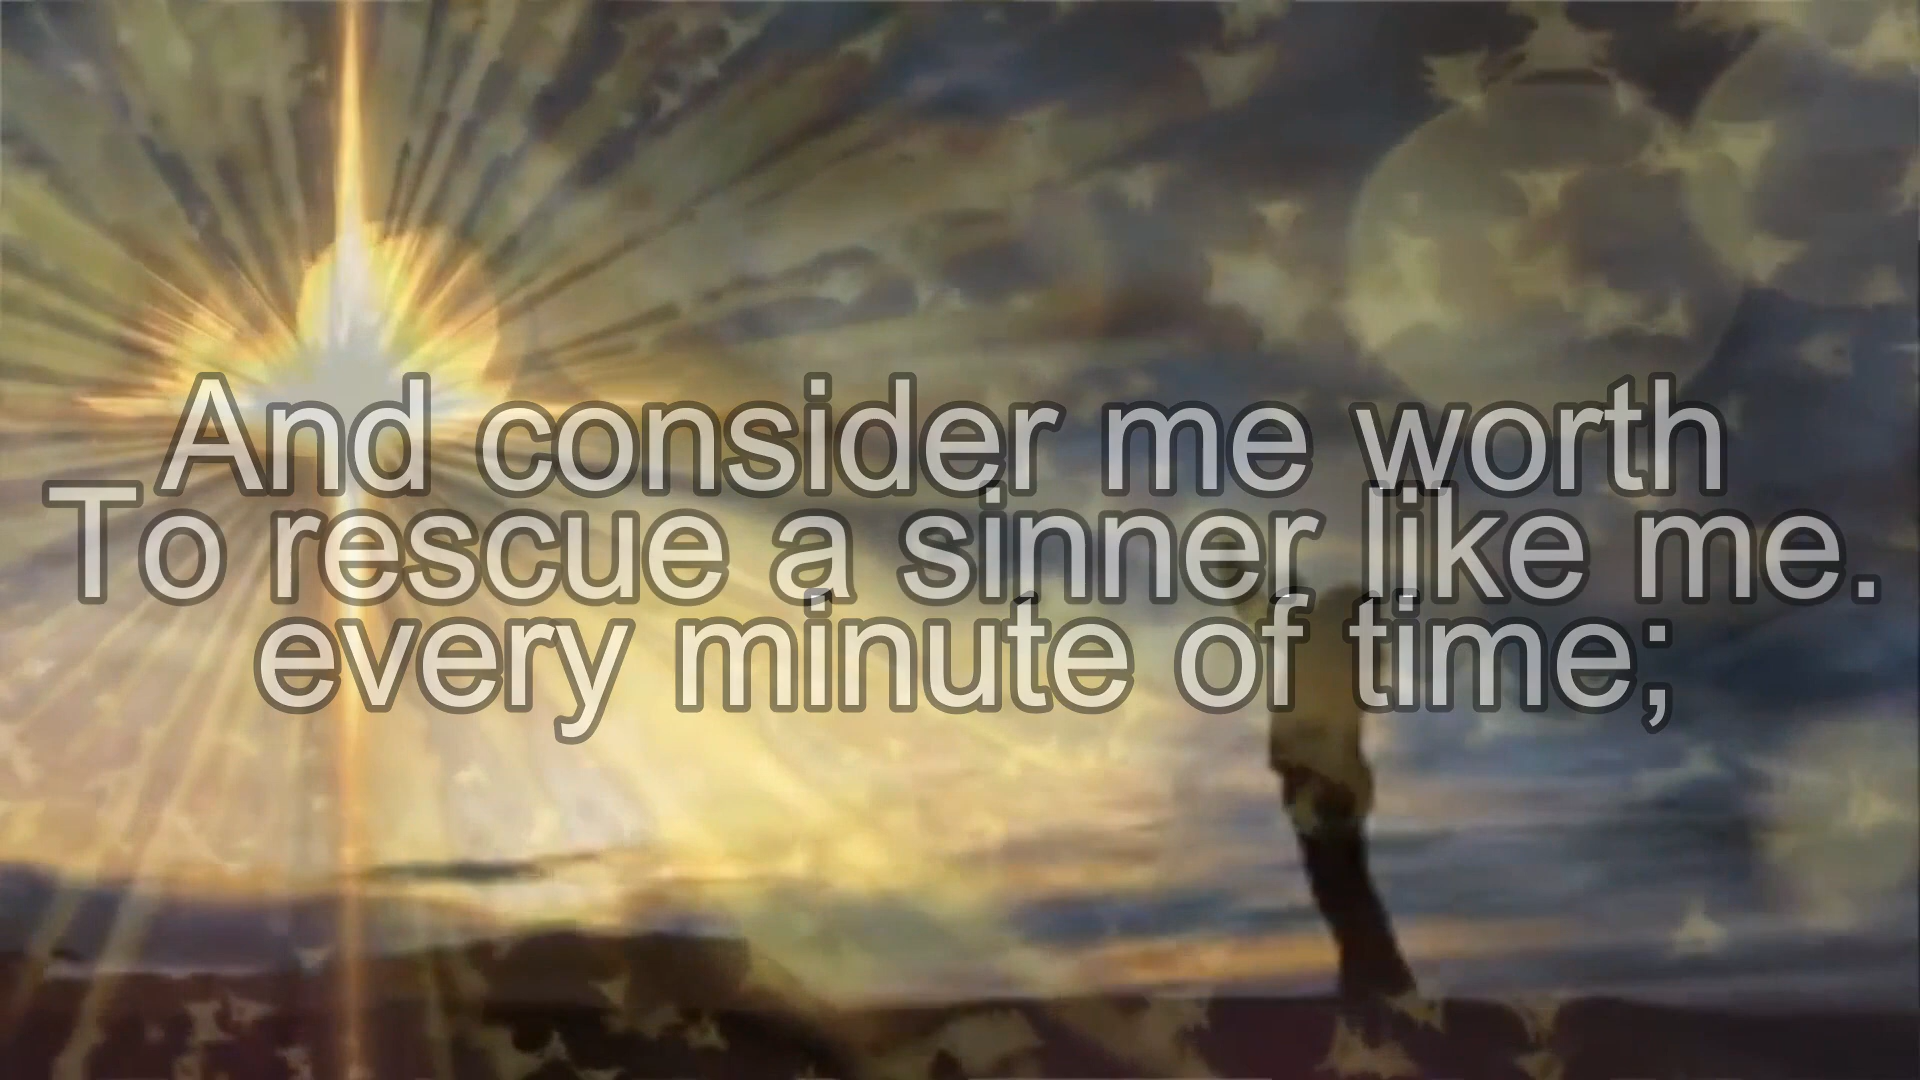 And consider me worth
To rescue a sinner like me.
every minute of time;